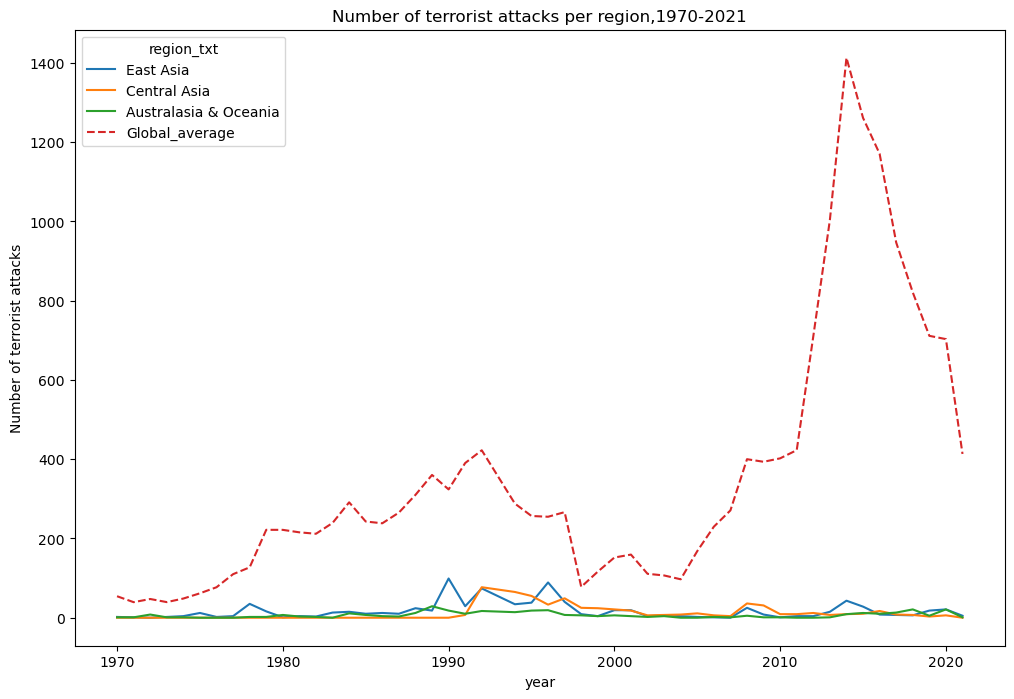 Number of terrorist attacks per region,1970-2021
region_txt
East Asia
Central Asia
Australasia & Oceania
Global_average
1400
1200
1000
800
600
400
200
0
Number of terrorist attacks
1970
1980
1990
2000
2010
2020
year